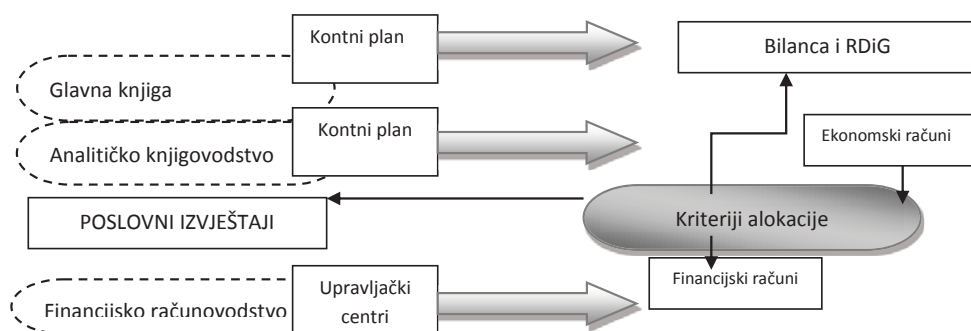 Kontni plan
Bilanca i RDiG
Glavna knjiga
Kontni plan
Ekonomski računi
Analitičko knjigovodstvo
POSLOVNI IZVJEŠTAJI
Kriteriji alokacije
Financijski računi
Upravljački
centri
Financijsko računovodstvo